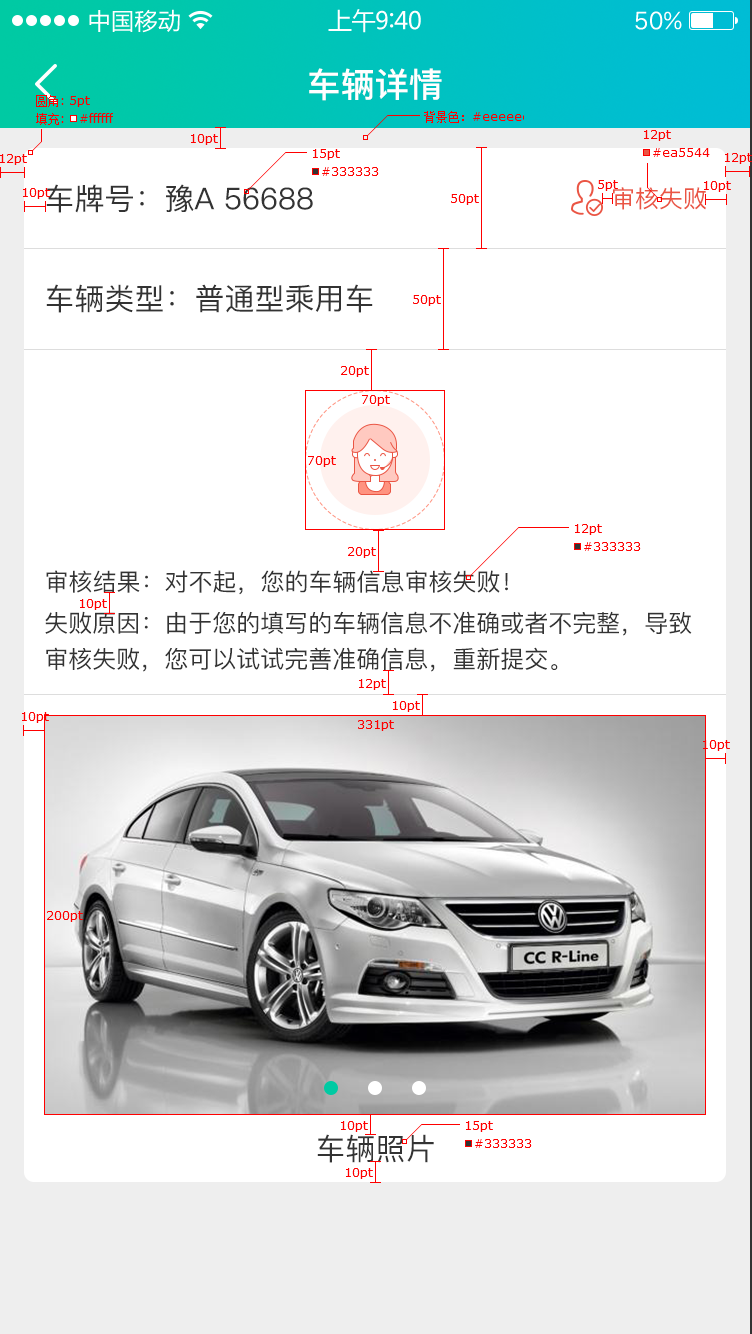 中国移动 上午9:40 50%
车辆详情
圆角：5pt
填充：#ffffff
背景色：#eeeeee
10pt
12pt
#ea5544
12pt
12pt
15pt
#333333
10pt
车牌号：豫A 56688
50pt
5pt
10pt
审核失败
车辆类型：普通型乘用车
50pt
20pt
70pt
70pt
20pt
12pt
#333333
审核结果：对不起，您的车辆信息审核失败！
10pt
失败原因：由于您的填写的车辆信息不准确或者不完整，导致
审核失败，您可以试试完善准确信息，重新提交。
12pt
10pt
10pt
331pt
10pt
200pt
CC R-Line
10pt
15pt
#333333
车辆照片
10pt